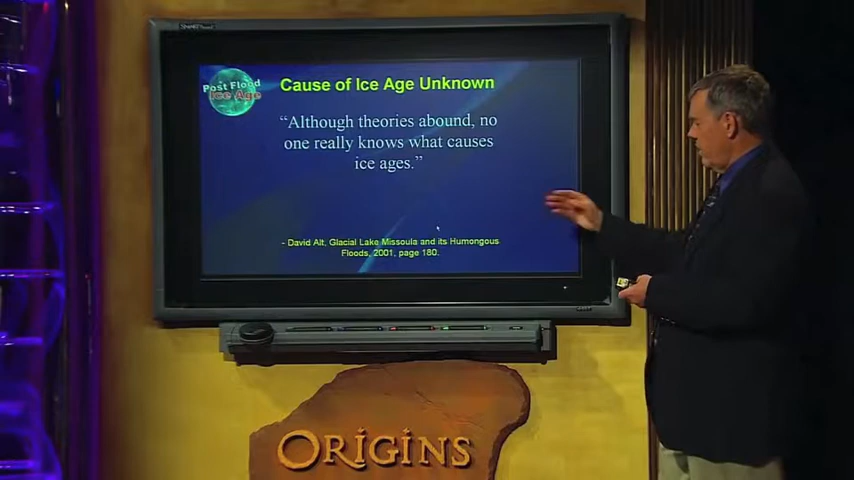 Post Flood
Ice Age
Cause of Ice Age Unknown
“Although theories abound, no
one really knows what causes
ice ages.”
- David Alt, Glacial Lake Missoula and its Humongous
Floods, 2001, page 180.
ORIGINS